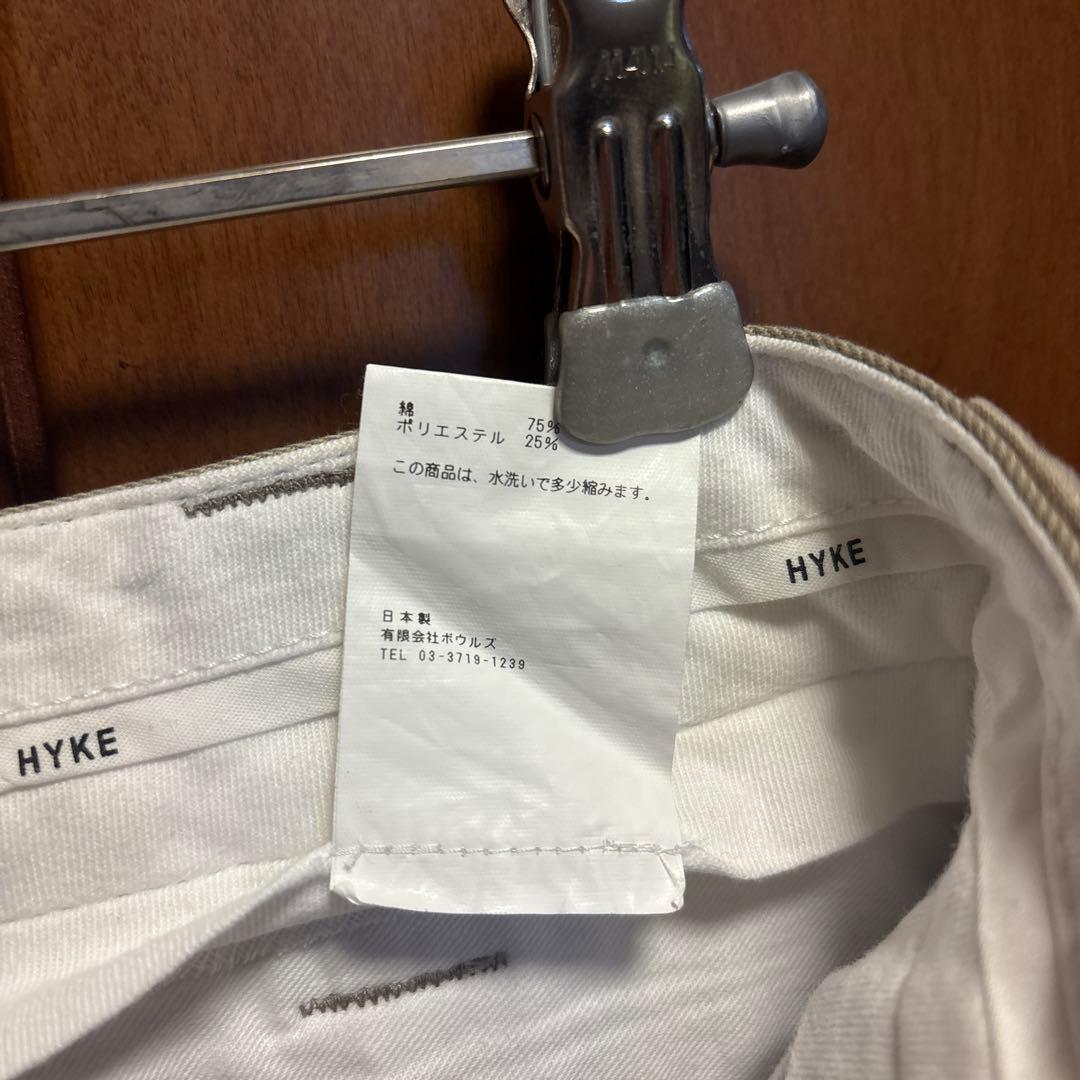 綿 75%
ポリエステル 25%
この商品は、水洗いで多少縮みます。
日本製
有限会社ボウルズ
TEL 03-3719-1239
HYKE
HYKE